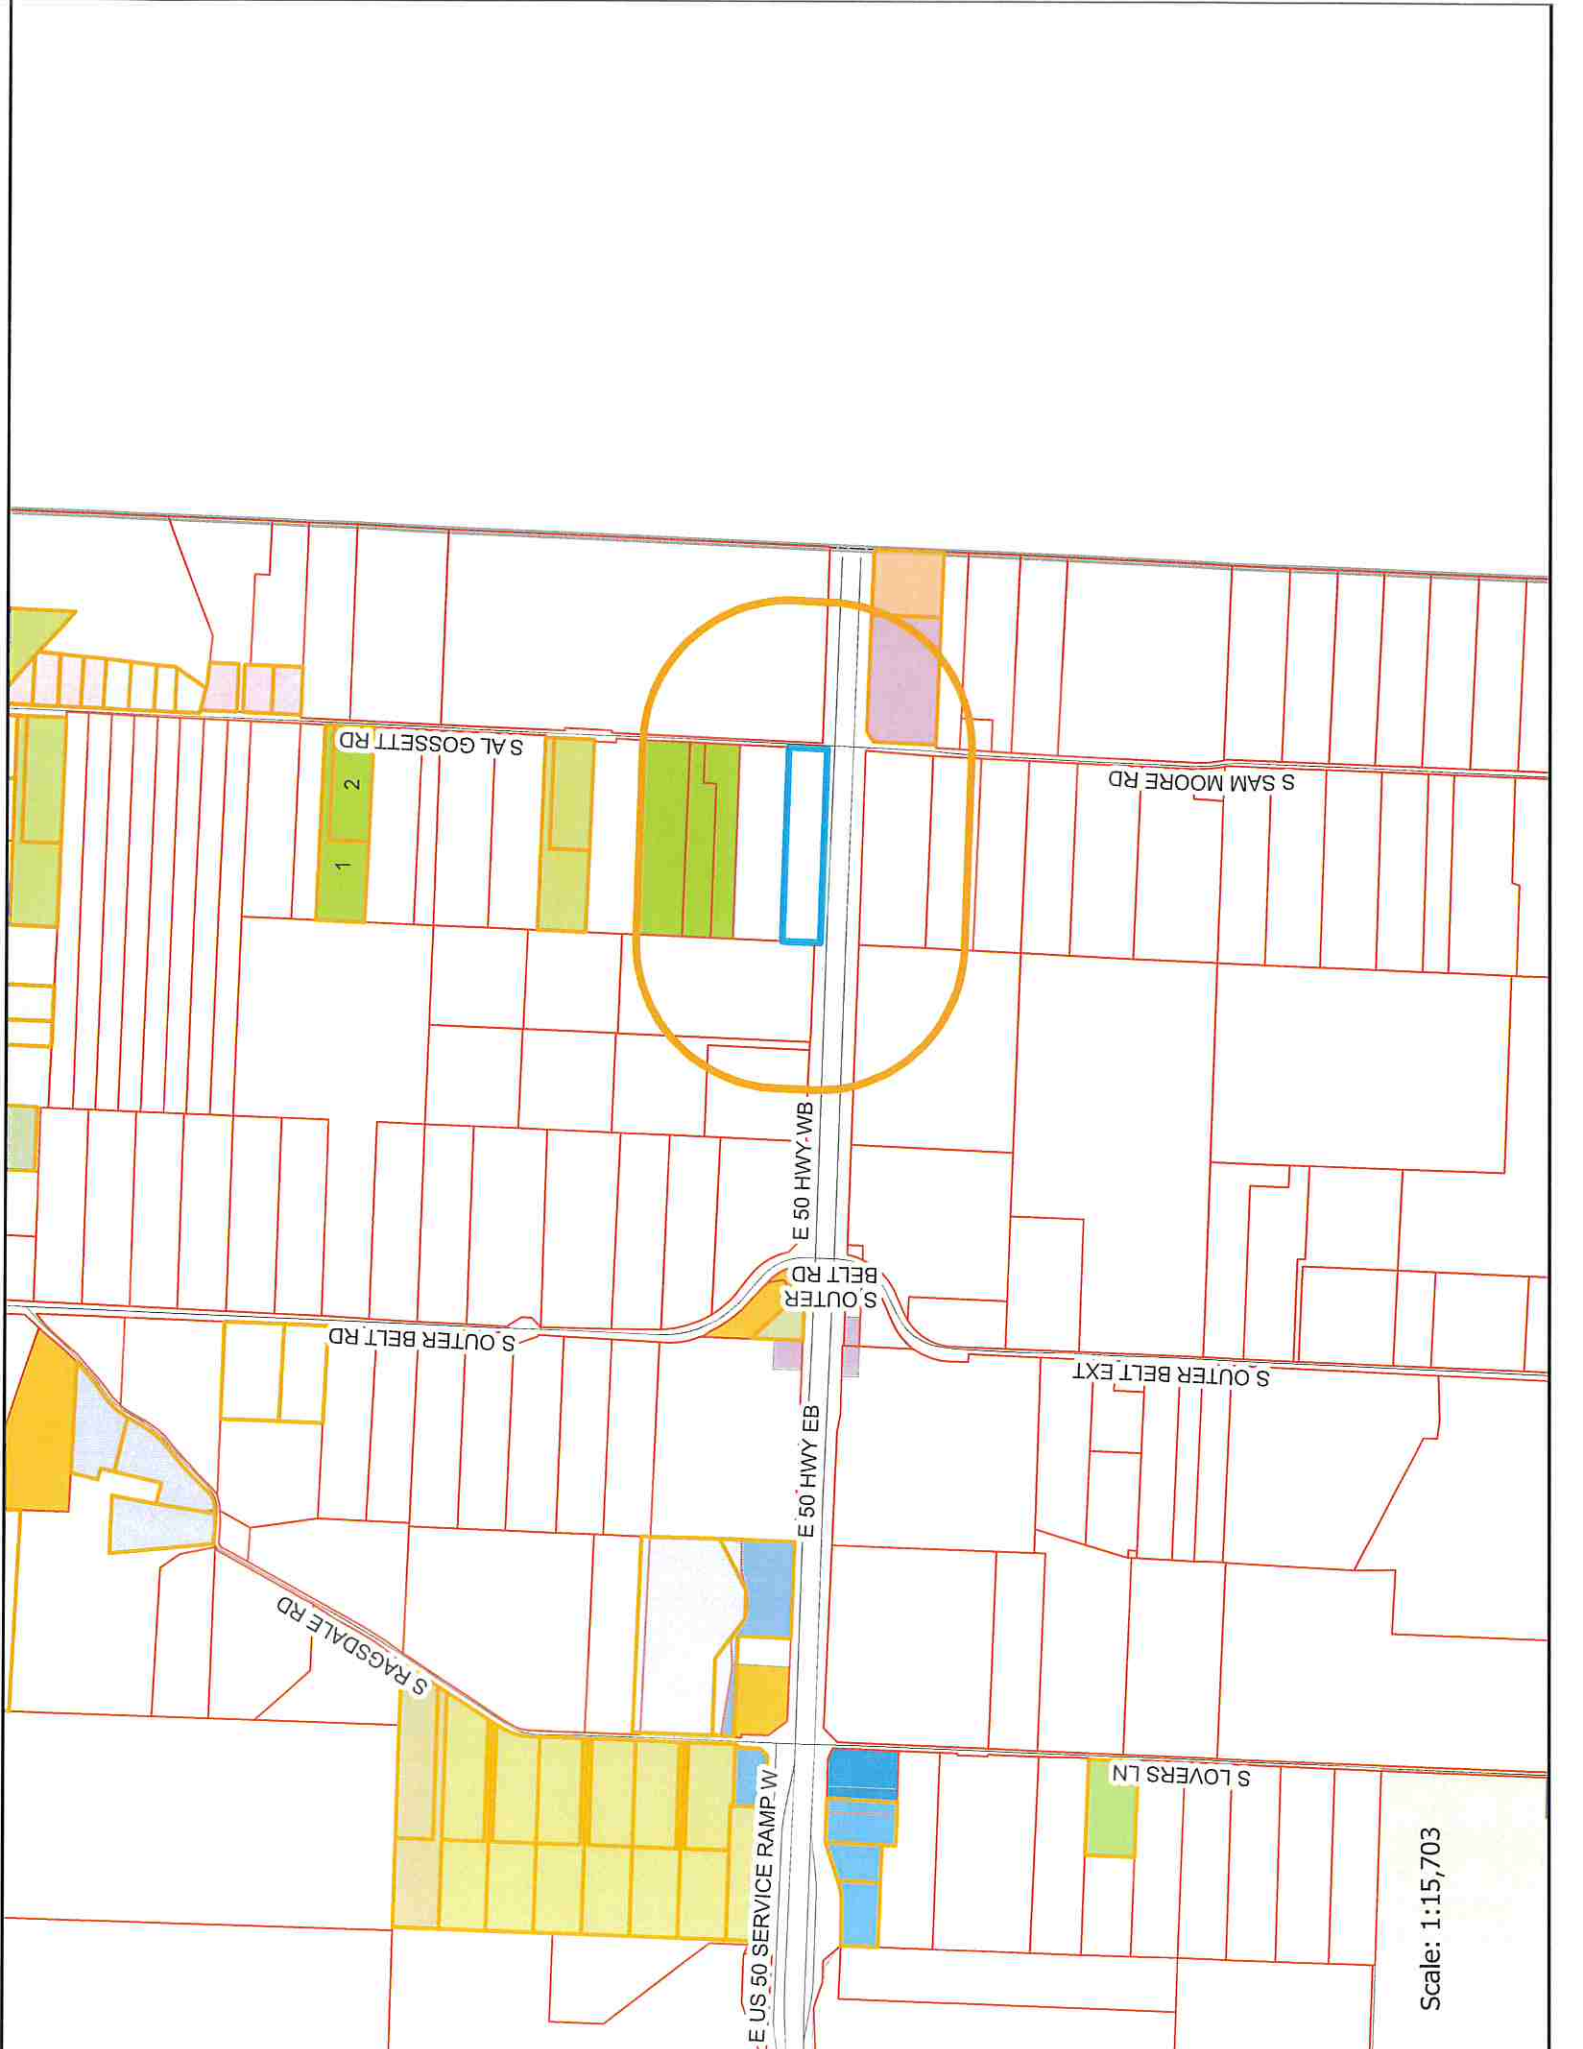 S AL GOSSETT RD
2
1
S SAM MOORE RD
E 50 HWY WB
S OUTER
BELT RD
S OUTER BELT RD
S OUTER BELT EXT
E 50 HWY EB
S RAGSDALE RD
E US 50 SERVICE RAMP W
S LOVERS LN
Scale: 1:15,703